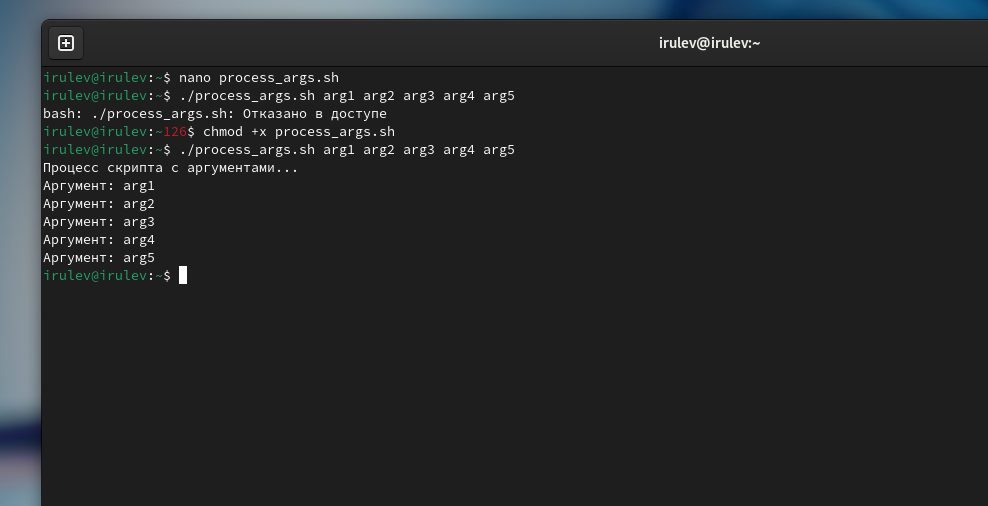 irulev@irulev:~
irulev@irulev:~$ nano process_args.sh
irulev@irulev:~$ ./process_args.sh arg1 arg2 arg3 arg4 arg5
bash: ./process_args.sh: Отказано в доступе
irulev@irulev:~126$ chmod +x process_args.sh
irulev@irulev:~$ ./process_args.sh arg1 arg2 arg3 arg4 arg5
Процесс скрипта с аргументами...
Аргумент: arg1
Аргумент: arg2
Аргумент: arg3
Аргумент: arg4
Аргумент: arg5
irulev@irulev:~$